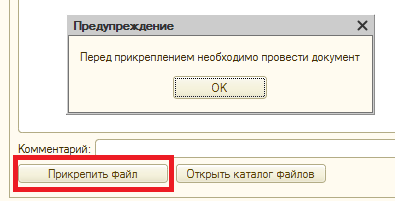 Предупреждение
Перед прикреплением необходимо провести документ
OK
Комментарий:
Прикрепить файл
Открыть каталог файлов